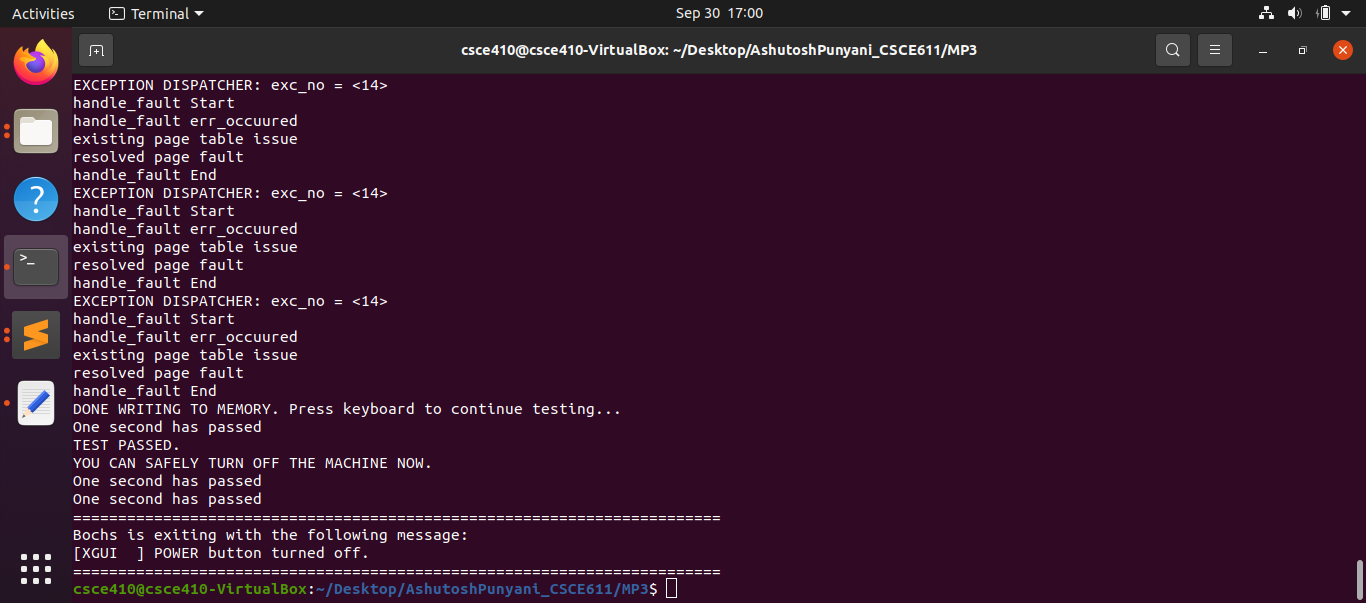 Activities Terminal Sep 30 17:00
csce410@csce410-VirtualBox: ~/Desktop/AshutoshPunyani_CSCE611/MP3
EXCEPTION DISPATCHER: exc_no = <14>
handle_fault Start
handle_fault err_occuured
existing page table issue
resolved page fault
handle_fault End
EXCEPTION DISPATCHER: exc_no = <14>
handle_fault Start
handle_fault err_occuured
existing page table issue
resolved page fault
handle_fault End
EXCEPTION DISPATCHER: exc_no = <14>
handle_fault Start
handle_fault err_occuured
existing page table issue
resolved page fault
handle_fault End
DONE WRITING TO MEMORY. Press keyboard to continue testing...
One second has passed
TEST PASSED.
YOU CAN SAFELY TURN OFF THE MACHINE NOW.
One second has passed
One second has passed
========================================================================
Bochs is exiting with the following message:
[XGUI  ] POWER button turned off.
========================================================================
csce410@csce410-VirtualBox:~/Desktop/AshutoshPunyani_CSCE611/MP3$